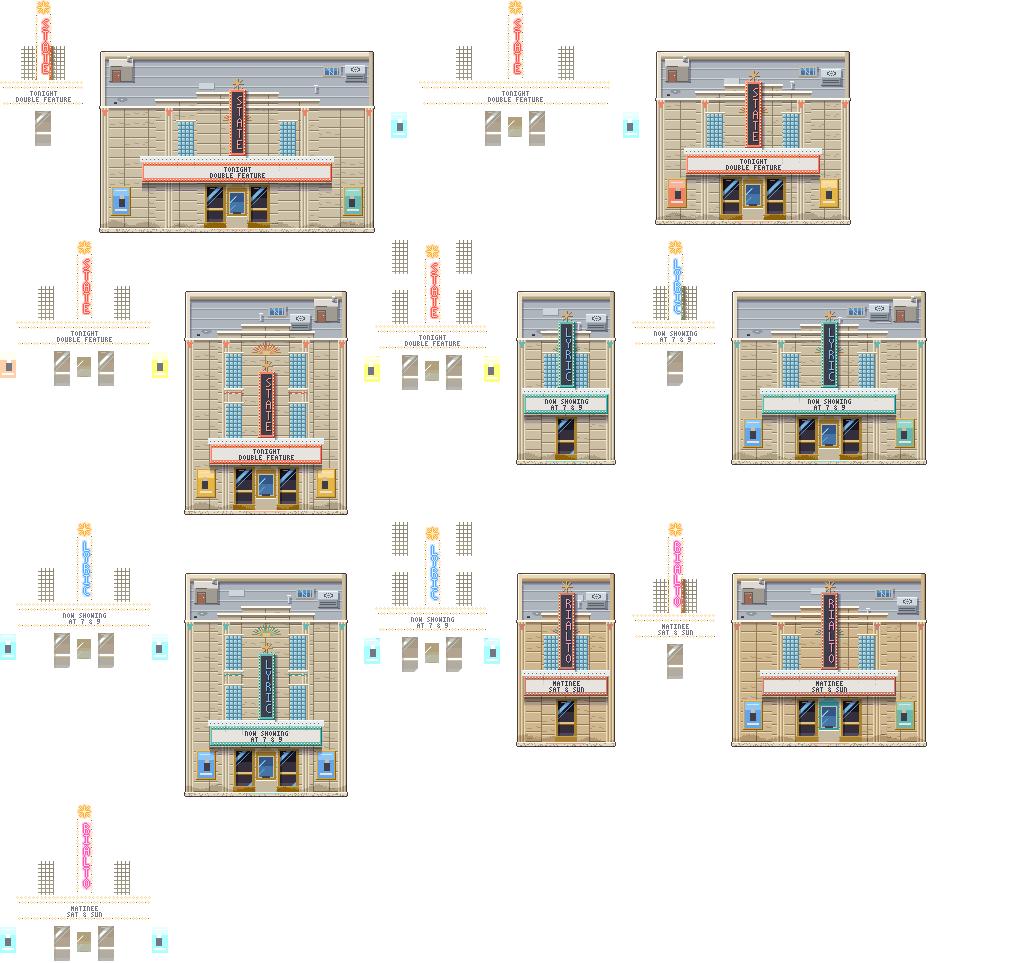 STATE
TONIGHT
DOUBLE FEATURE
STATE
TONIGHT
DOUBLE FEATURE
STATE
TONIGHT
DOUBLE FEATURE
STATE
TONIGHT
DOUBLE FEATURE
STATE
TONIGHT
DOUBLE FEATURE
STATE
TONIGHT
DOUBLE FEATURE
STATE
TONIGHT
DOUBLE FEATURE
LYRIC
NOW SHOWING
AT 7 & 9
LYRIC
NOW SHOWING
AT 7 & 9
LYRIC
NOW SHOWING
AT 7 & 9
LYRIC
NOW SHOWING
AT 7 & 9
LYRIC
NOW SHOWING
AT 7 & 9
LYRIC
NOW SHOWING
AT 7 & 9
RIALTO
MATINEE
SAT & SUN
RIALTO
MATINEE
SAT & SUN
RIALTO
MATINEE
SAT & SUN
RIALTO
MATINEE
SAT & SUN